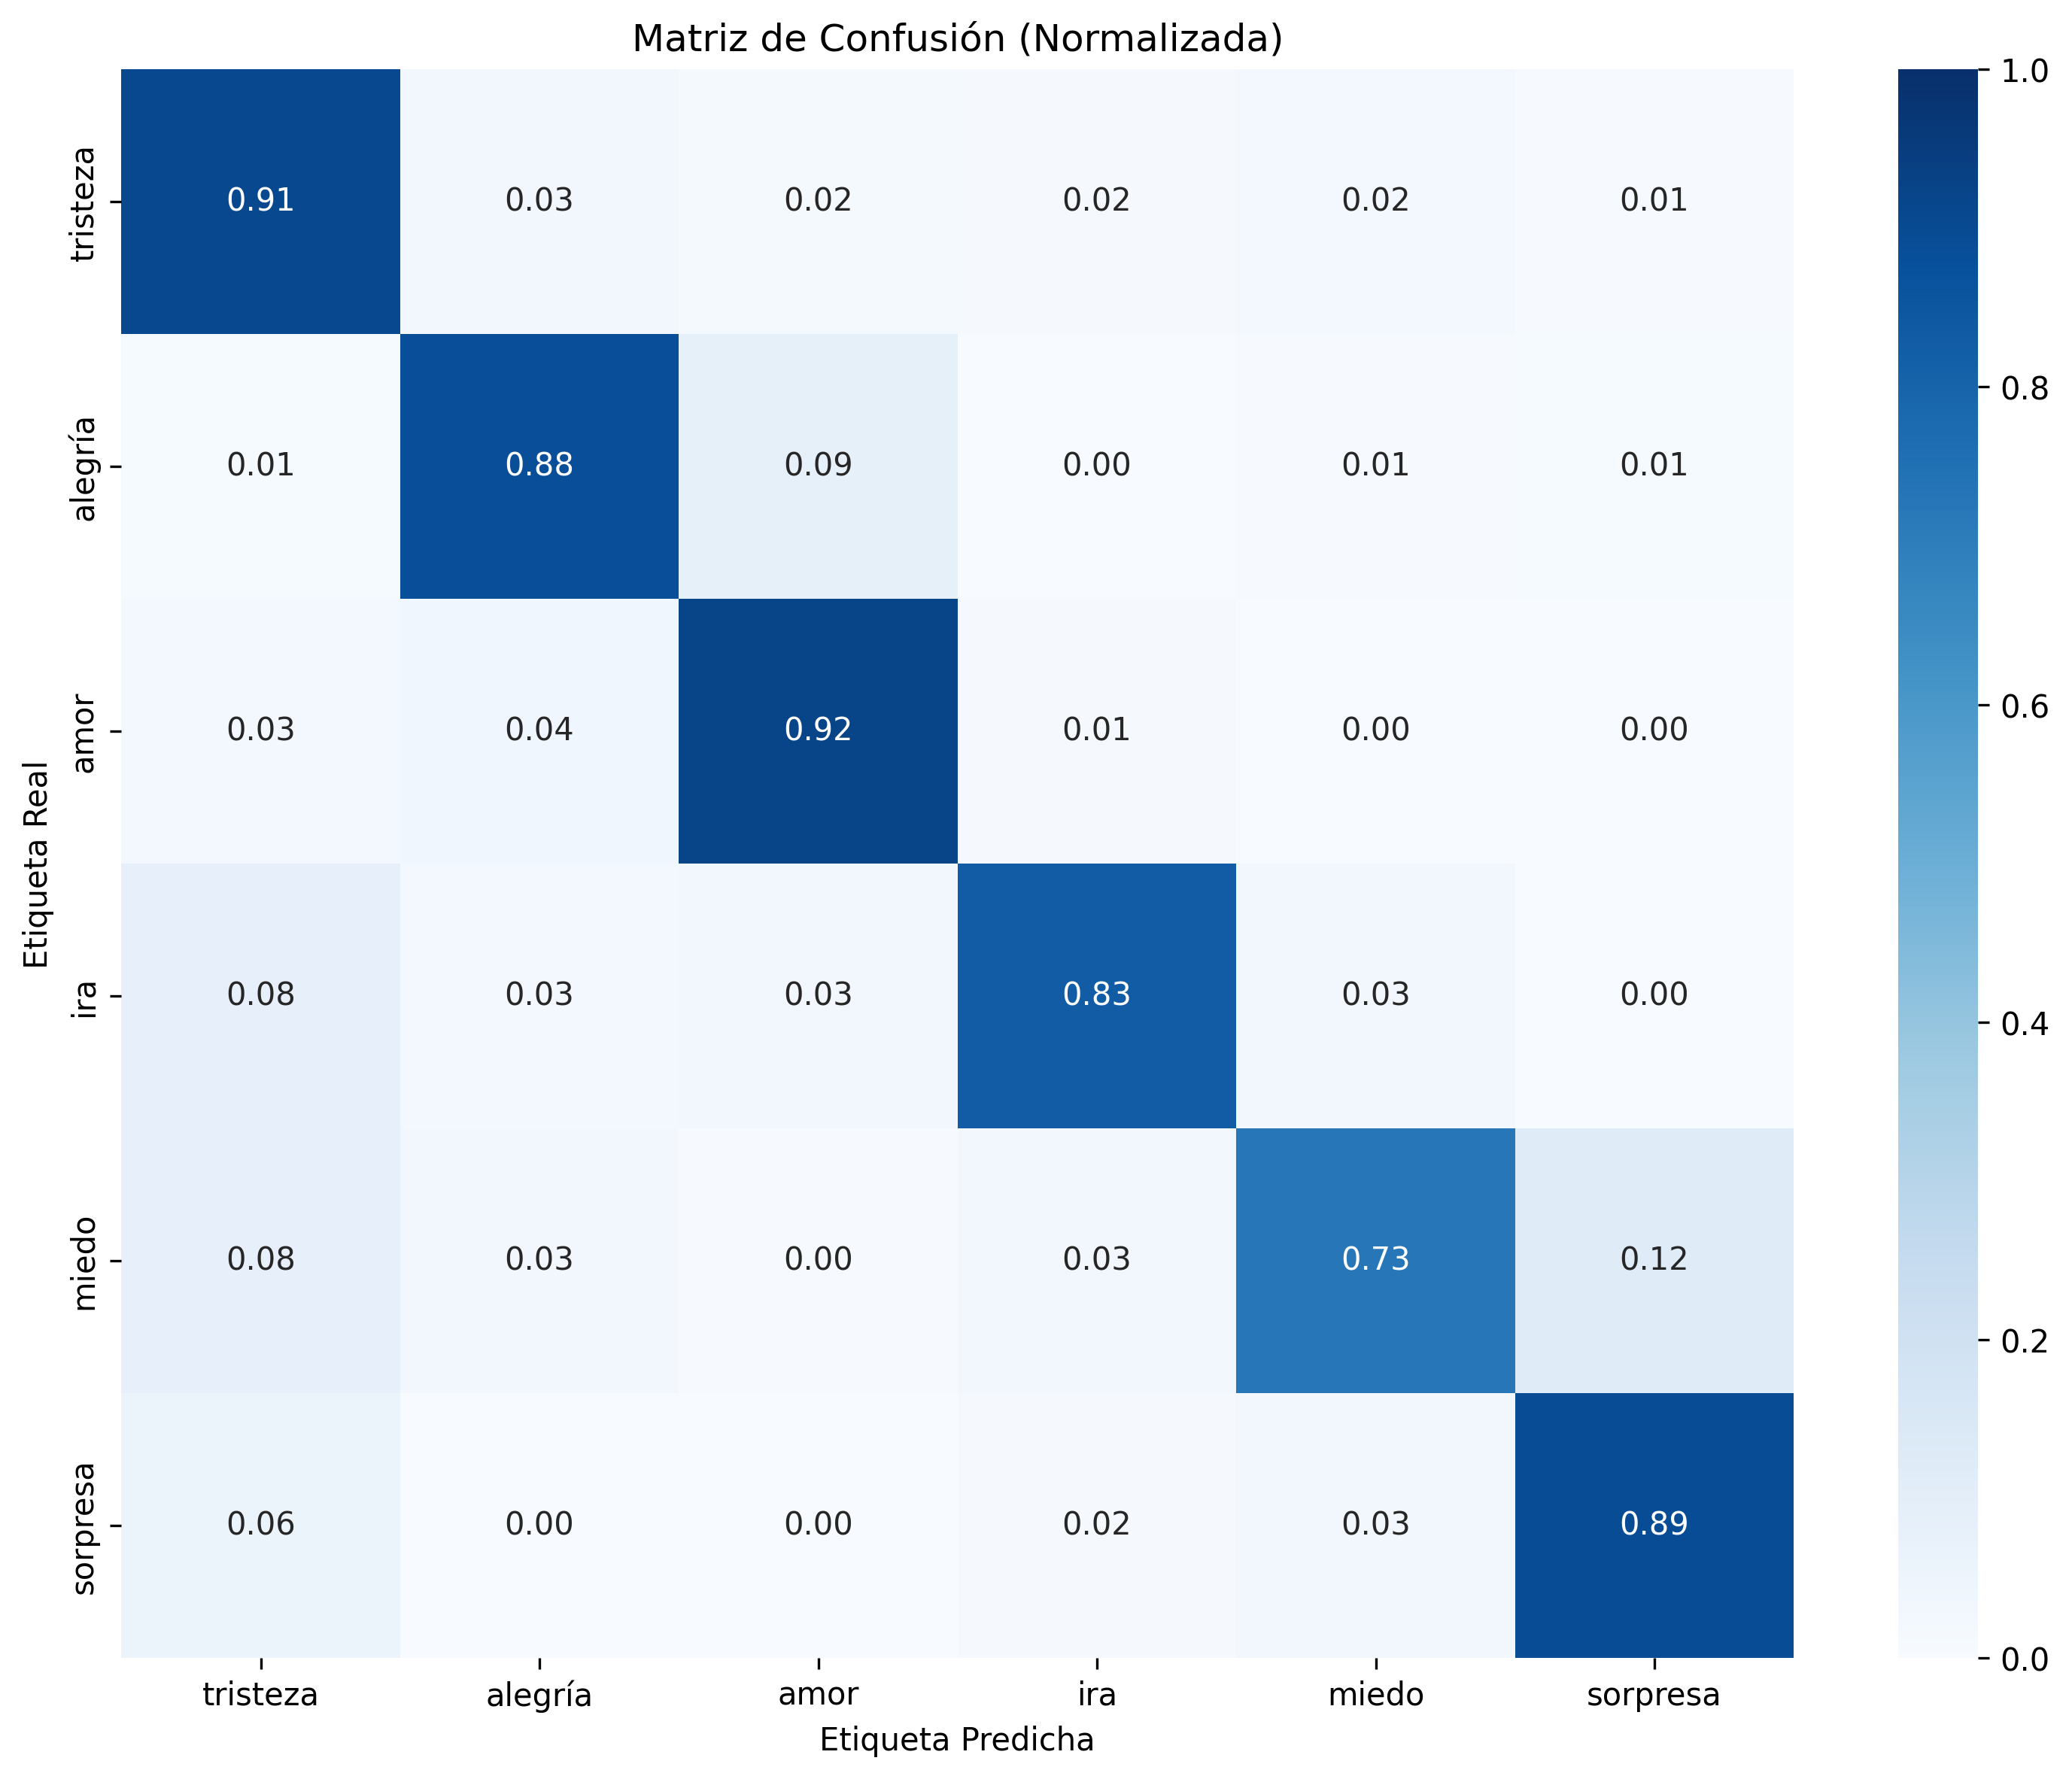 Matriz de Confusión (Normalizada)
Etiqueta Real
tristeza 0.91 0.03 0.02 0.02 0.02 0.01
alegría 0.01 0.88 0.09 0.00 0.01 0.01
amor 0.03 0.04 0.92 0.01 0.00 0.00
ira 0.08 0.03 0.03 0.83 0.03 0.00
miedo 0.08 0.03 0.00 0.03 0.73 0.12
sorpresa 0.06 0.00 0.00 0.02 0.03 0.89
tristeza alegría amor ira miedo sorpresa
Etiqueta Predicha
1.0
0.8
0.6
0.4
0.2
0.0